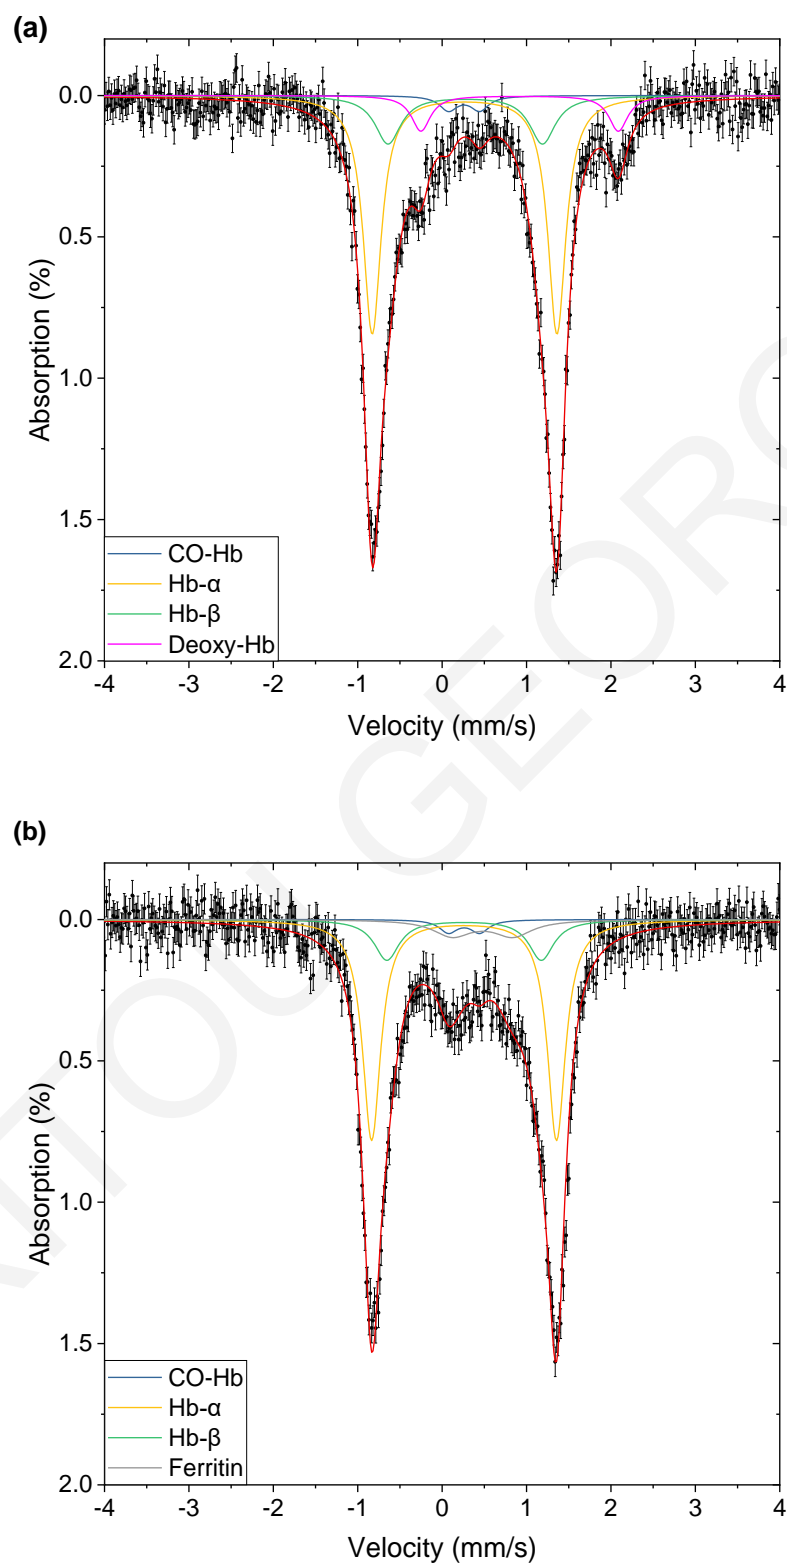 (a)
0.0
0.5
1.0
1.5
2.0
Absorption (%)
CO-Hb
Hb-α
Hb-β
Deoxy-Hb
-4 -3 -2 -1 0 1 2 3 4
Velocity (mm/s)
(b)
0.0
0.5
1.0
1.5
2.0
Absorption (%)
CO-Hb
Hb-α
Hb-β
Ferritin
-4 -3 -2 -1 0 1 2 3 4
Velocity (mm/s)